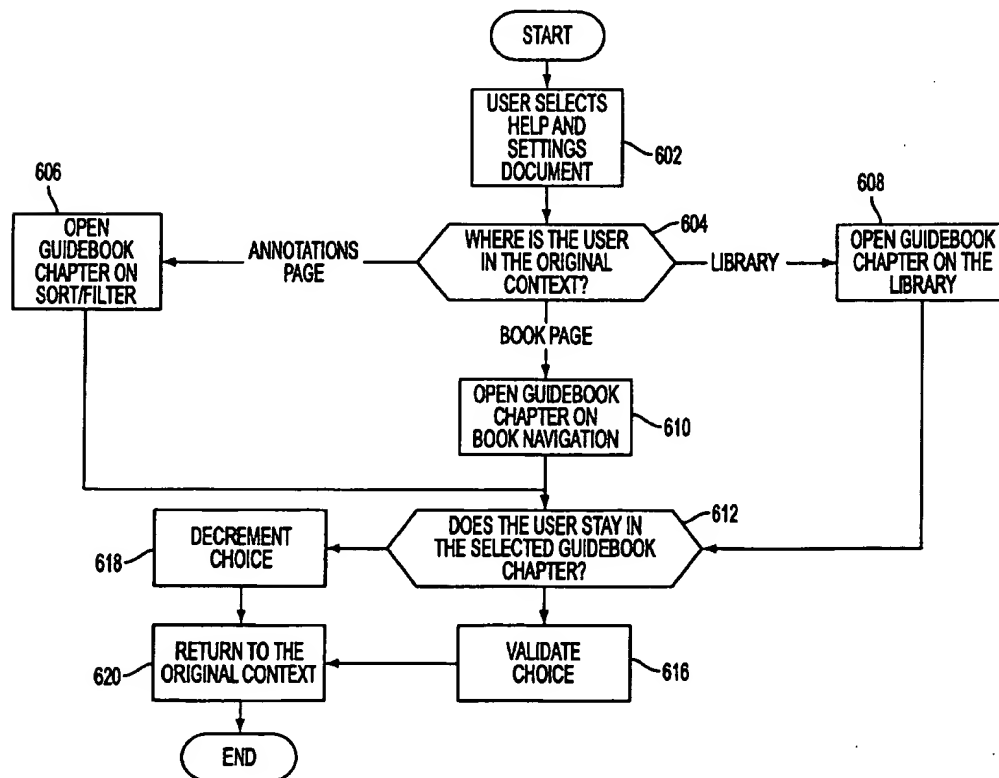 START
USER SELECTS
HELP AND
SETTINGS
DOCUMENT
602
606
OPEN
GUIDEBOOK
CHAPTER ON
SORT/FILTER
ANNOTATIONS
PAGE
WHERE IS THE USER
IN THE ORIGINAL
CONTEXT?
604
LIBRARY
608
OPEN GUIDEBOOK
CHAPTER ON THE
LIBRARY
BOOK PAGE
OPEN GUIDEBOOK
CHAPTER ON
BOOK NAVIGATION
610
DOES THE USER STAY IN
THE SELECTED GUIDEBOOK
CHAPTER?
612
618
DECREMENT
CHOICE
620
RETURN TO THE
ORIGINAL CONTEXT
VALIDATE
CHOICE
616
END